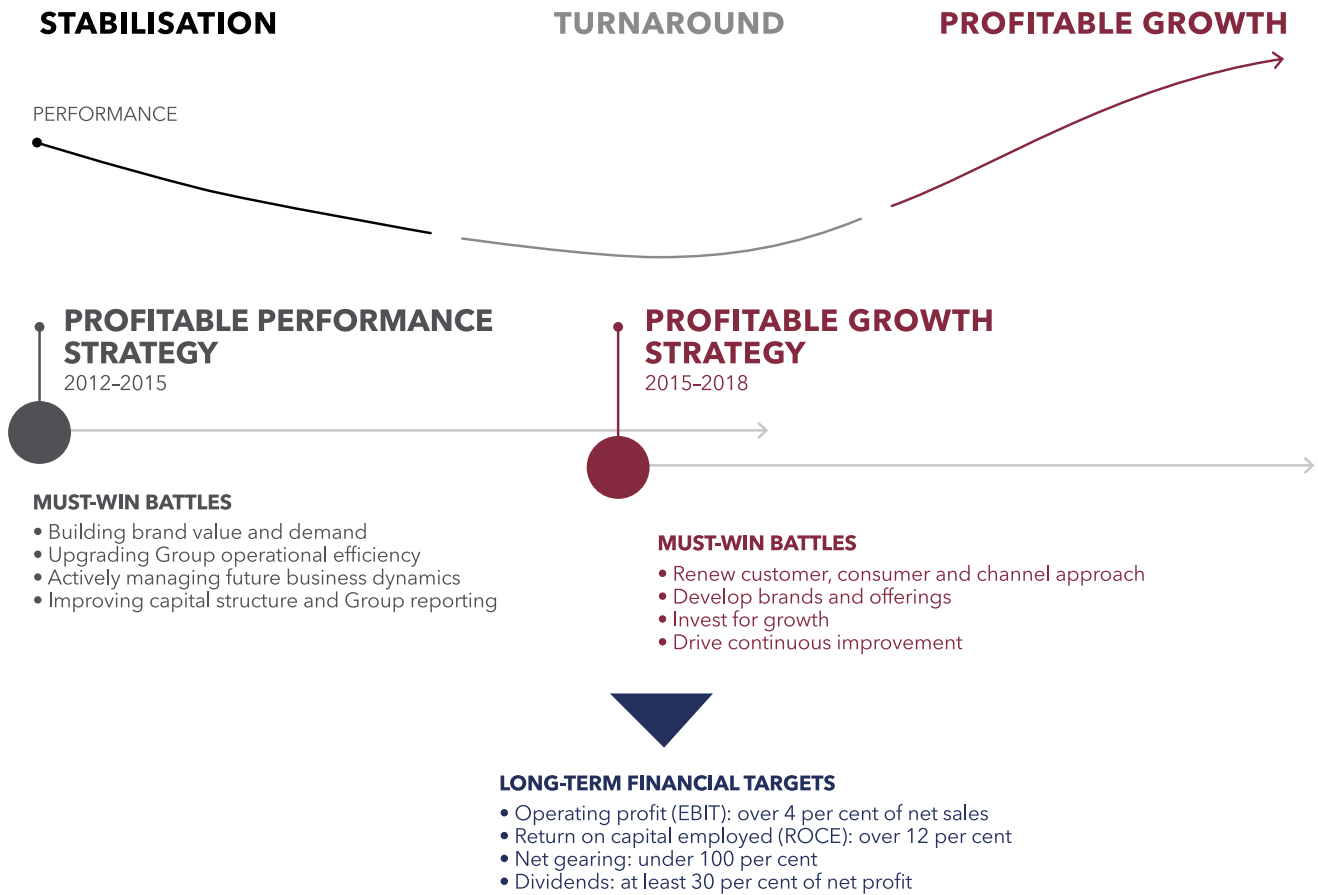 STABILISATION
TURNAROUND
PROFITABLE GROWTH
PERFORMANCE
PROFITABLE PERFORMANCE
STRATEGY
2012–2015
MUST-WIN BATTLES
• Building brand value and demand
• Upgrading Group operational efficiency
• Actively managing future business dynamics
• Improving capital structure and Group reporting
PROFITABLE GROWTH
STRATEGY
2015–2018
MUST-WIN BATTLES
• Renew customer, consumer and channel approach
• Develop brands and offerings
• Invest for growth
• Drive continuous improvement
LONG-TERM FINANCIAL TARGETS
• Operating profit (EBIT): over 4 per cent of net sales
• Return on capital employed (ROCE): over 12 per cent
• Net gearing: under 100 per cent
• Dividends: at least 30 per cent of net profit